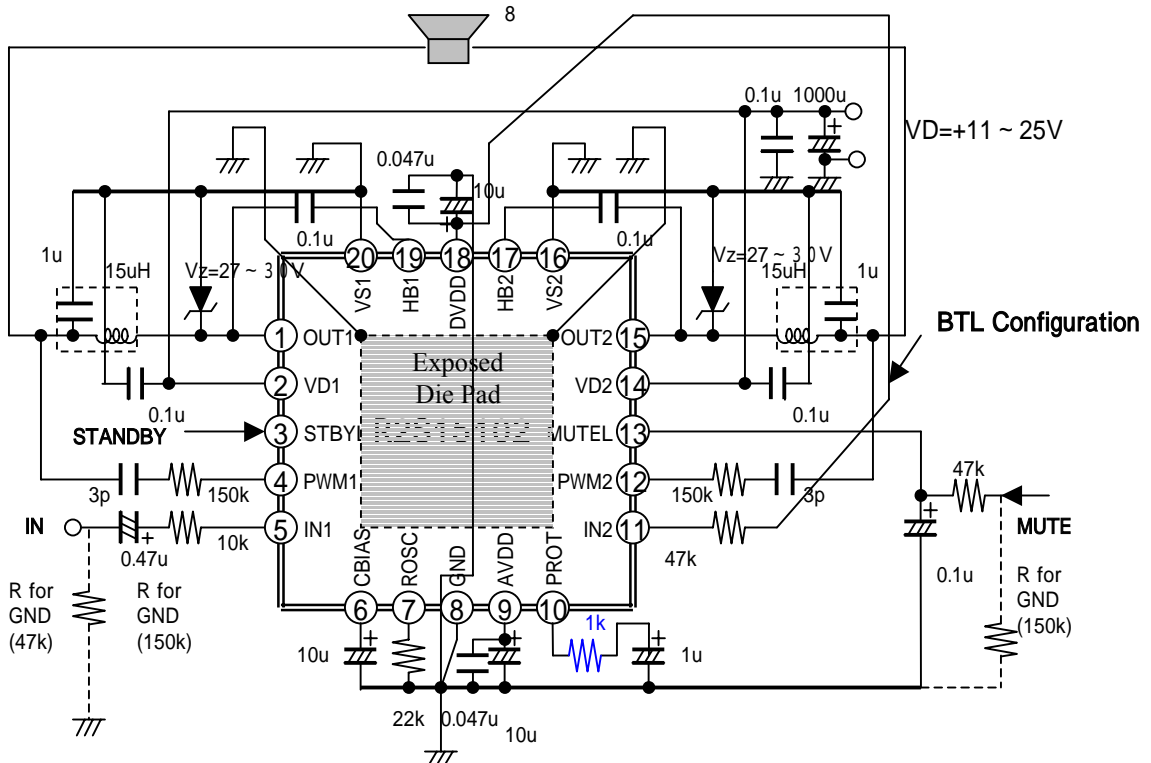 8
0.1u 1000u
VD=+11 ~ 25V
0.047u
10u
0.1u
0.1u
1u
15uH
Vz=27 ~ 30V
Vz=27 ~ 30V
15uH
1u
20 19 18 17 16
VS1
HB1
DVDD
HB2
VS2
BTL Configuration
1 OUT1
OUT2 15
Exposed
Die Pad
2 VD1
VD2 14
0.1u
0.1u
STANDBY
3 STBYL
R2S15102
MUTEL 13
4 PWM1
PWM2 12
3p
150k
150k
3p
47k
IN
5 IN1
IN2 11
MUTE
0.47u
10k
47k
0.1u
CBIAS
ROSC
GND
AVDD
PROT
R for
GND
(47k)
R for
GND
(150k)
R for
GND
(150k)
6 7 8 9 10
1k
10u
1u
22k
0.047u
10u